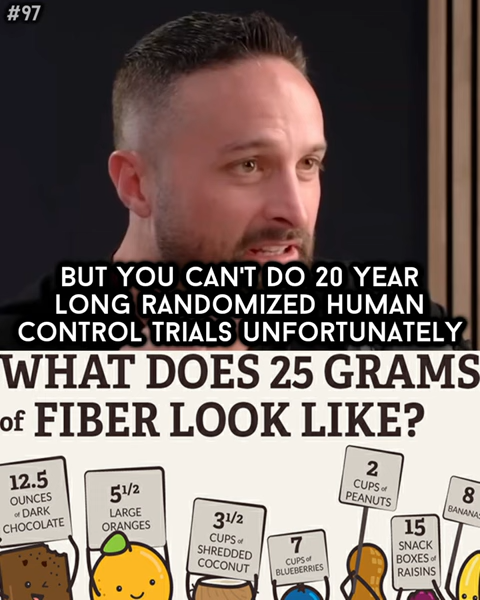 #97
BUT YOU CAN'T DO 20 YEAR
LONG RANDOMIZED HUMAN
CONTROL TRIALS UNFORTUNATELY
WHAT DOES 25 GRAMS
of FIBER LOOK LIKE?
12.5
OUNCES
of DARK
CHOCOLATE
5 1/2
LARGE
ORANGES
3 1/2
CUPS of
SHREDDED
COCONUT
7
CUPS of
BLUEBERRIES
2
CUPS of
PEANUTS
15
SNACK
BOXES of
RAISINS
8
BANANAS